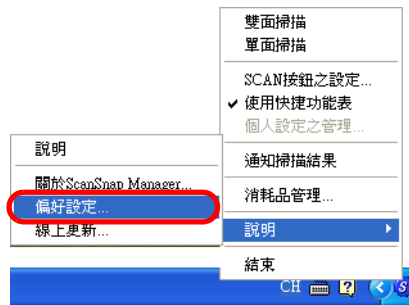 雙面掃描
單面掃描
SCAN按鈕之設定...
使用快捷功能表
個人設定之管理...
通知掃描結果
消耗品管理...
說明
結束
說明
關於ScanSnap Manager...
偏好設定...
線上更新...
CH